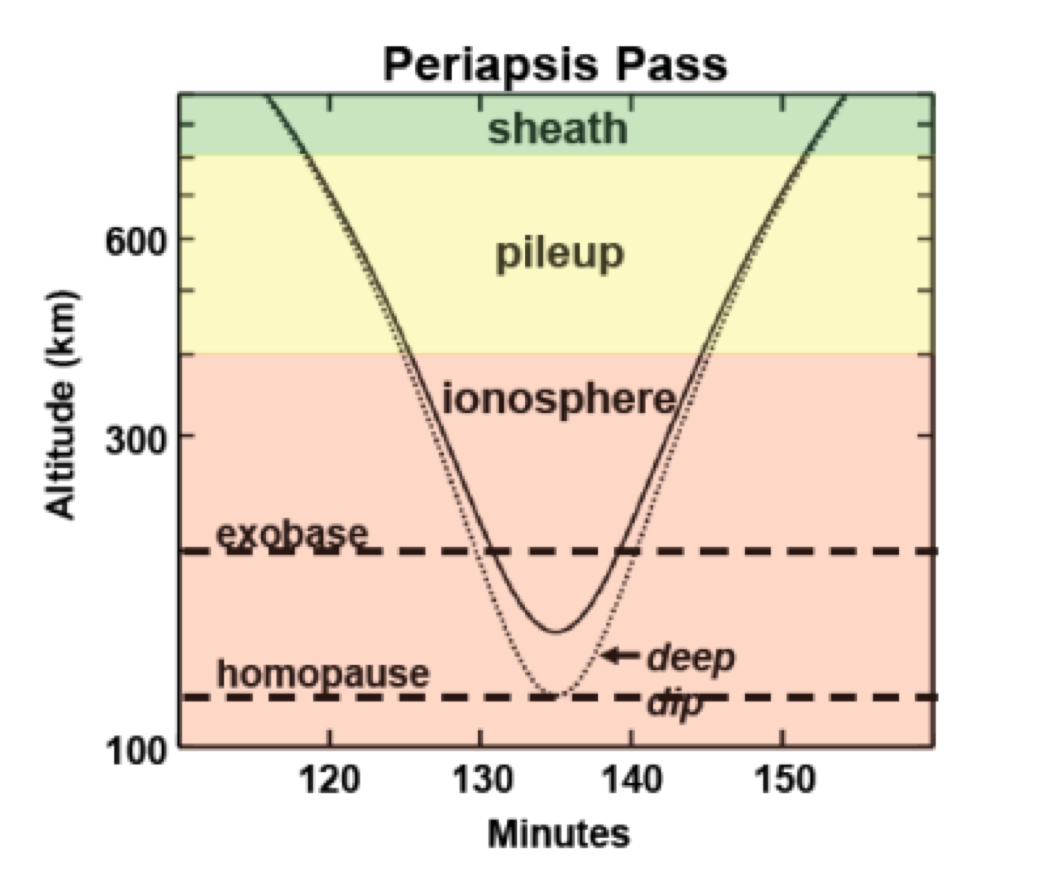 Periapsis Pass
sheath
pileup
600
ionosphere
300
Altitude (km)
exobase
homopause
deep
dip
100
120 130 140 150
Minutes